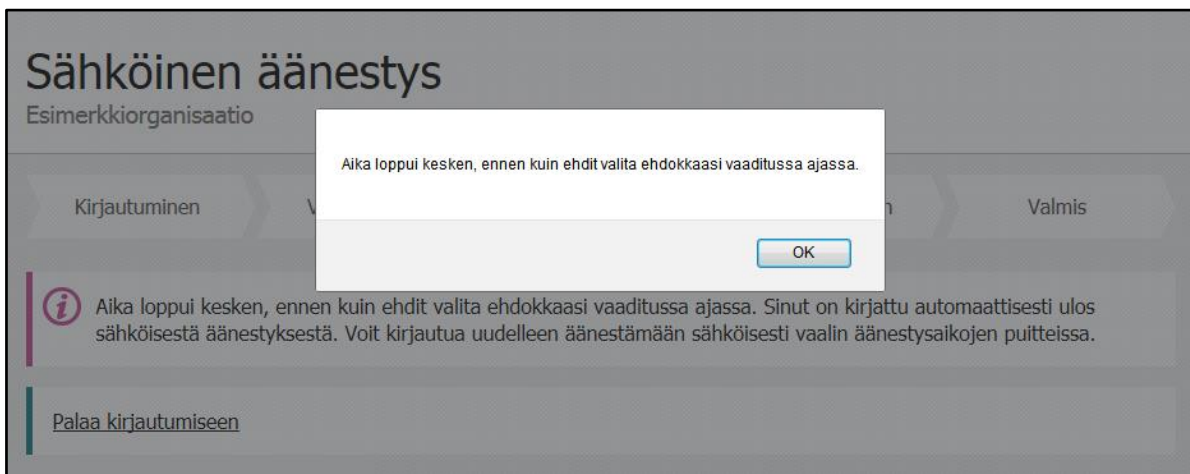 Sähköinen äänestys
Esimerkkiorganisaatio
Aika loppui kesken, ennen kuin ehdit valita ehdokkaasi vaaditussa ajassa.
OK
Kirjautuminen
Valmis
Aika loppui kesken, ennen kuin ehdit valita ehdokkaasi vaaditussa ajassa. Sinut on kirjattu automaattisesti ulos
sähköisestä äänestyksestä. Voit kirjautua uudelleen äänestämään sähköisesti vaalin äänestysaikojen puitteissa.
Palaa kirjautumiseen